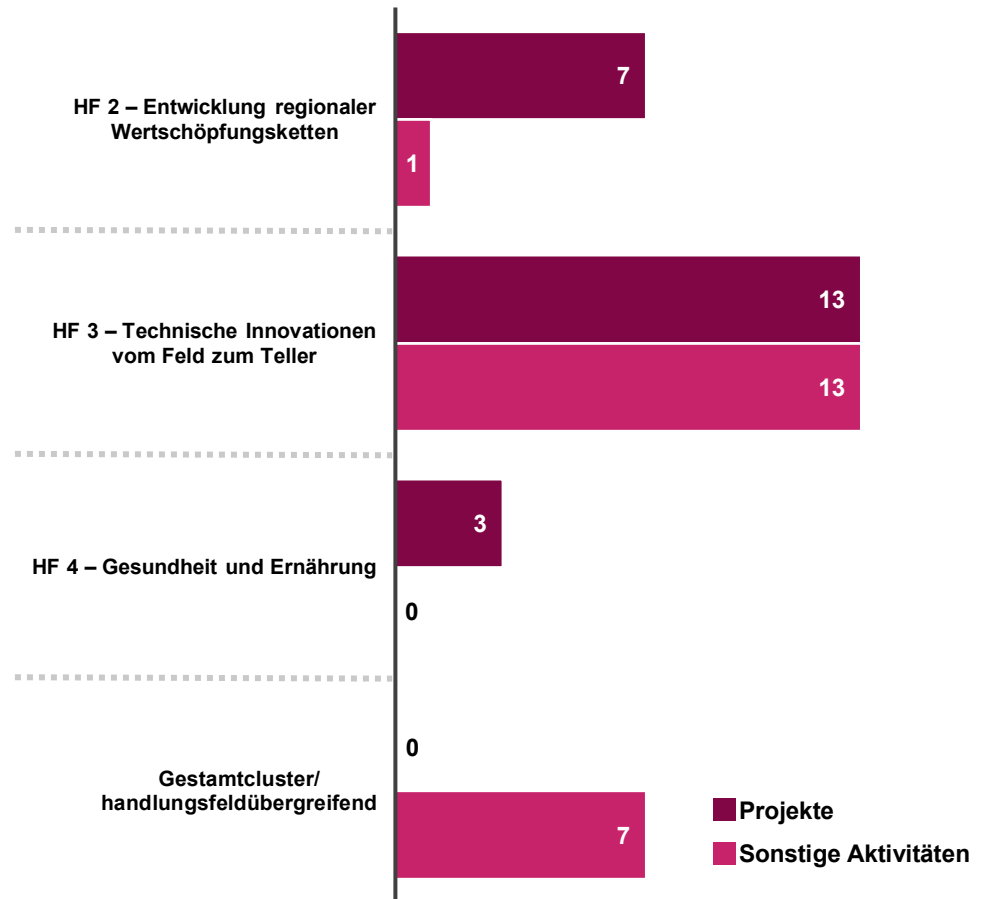 HF 2 – Entwicklung regionaler
Wertschöpfungsketten
7
1
HF 3 – Technische Innovationen
vom Feld zum Teller
13
13
HF 4 – Gesundheit und Ernährung
3
0
Gestamtcluster/
handlungsfeldübergreifend
0
7
Projekte
Sonstige Aktivitäten